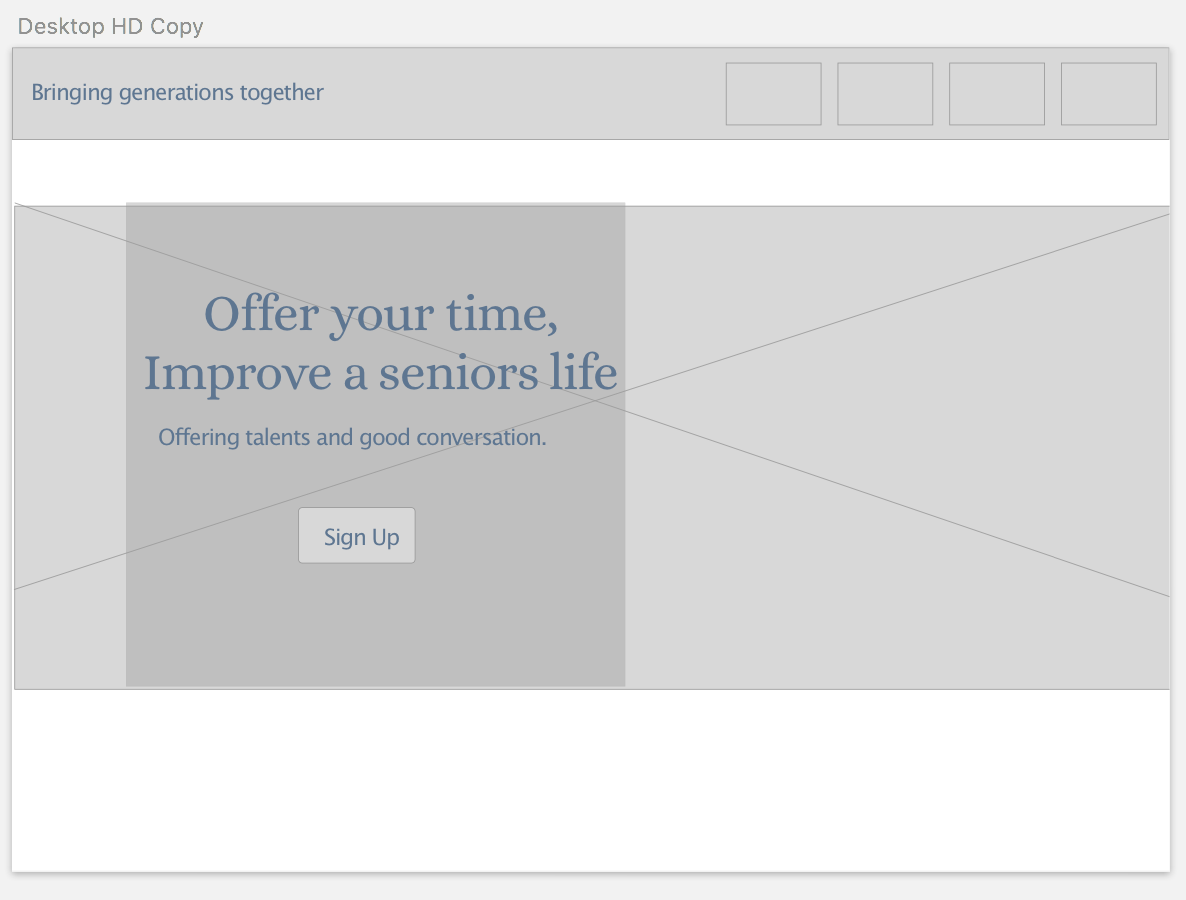 Desktop HD Copy
Bringing generations together
Offer your time,
Improve a seniors life
Offering talents and good conversation.
Sign Up